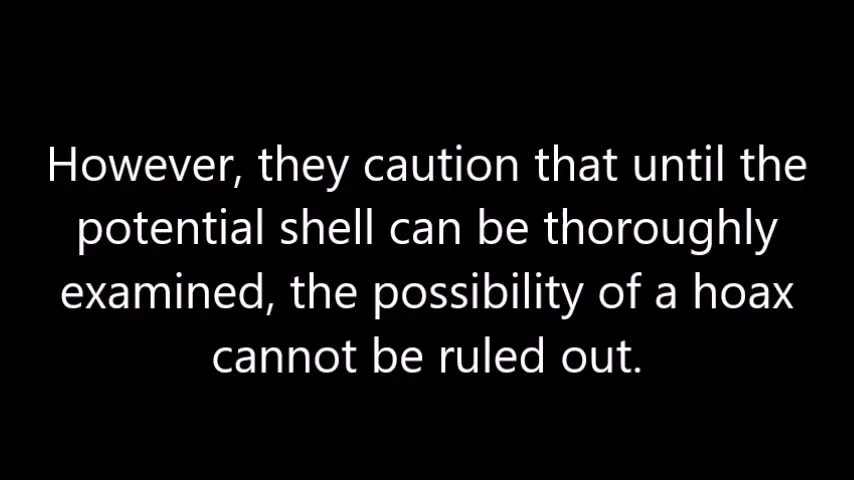 However, they caution that until the
potential shell can be thoroughly
examined, the possibility of a hoax
cannot be ruled out.